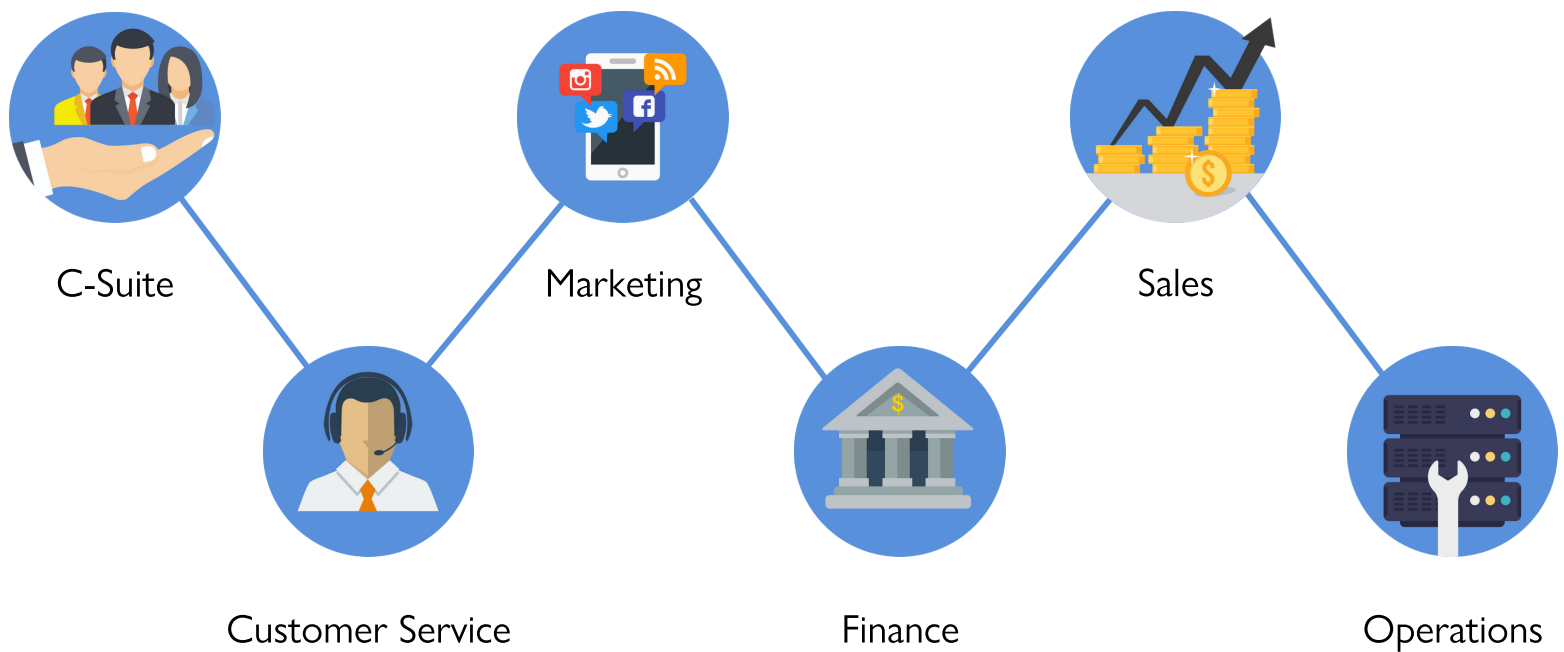 C-Suite
Marketing
Sales
$
$
Customer Service
Finance
Operations